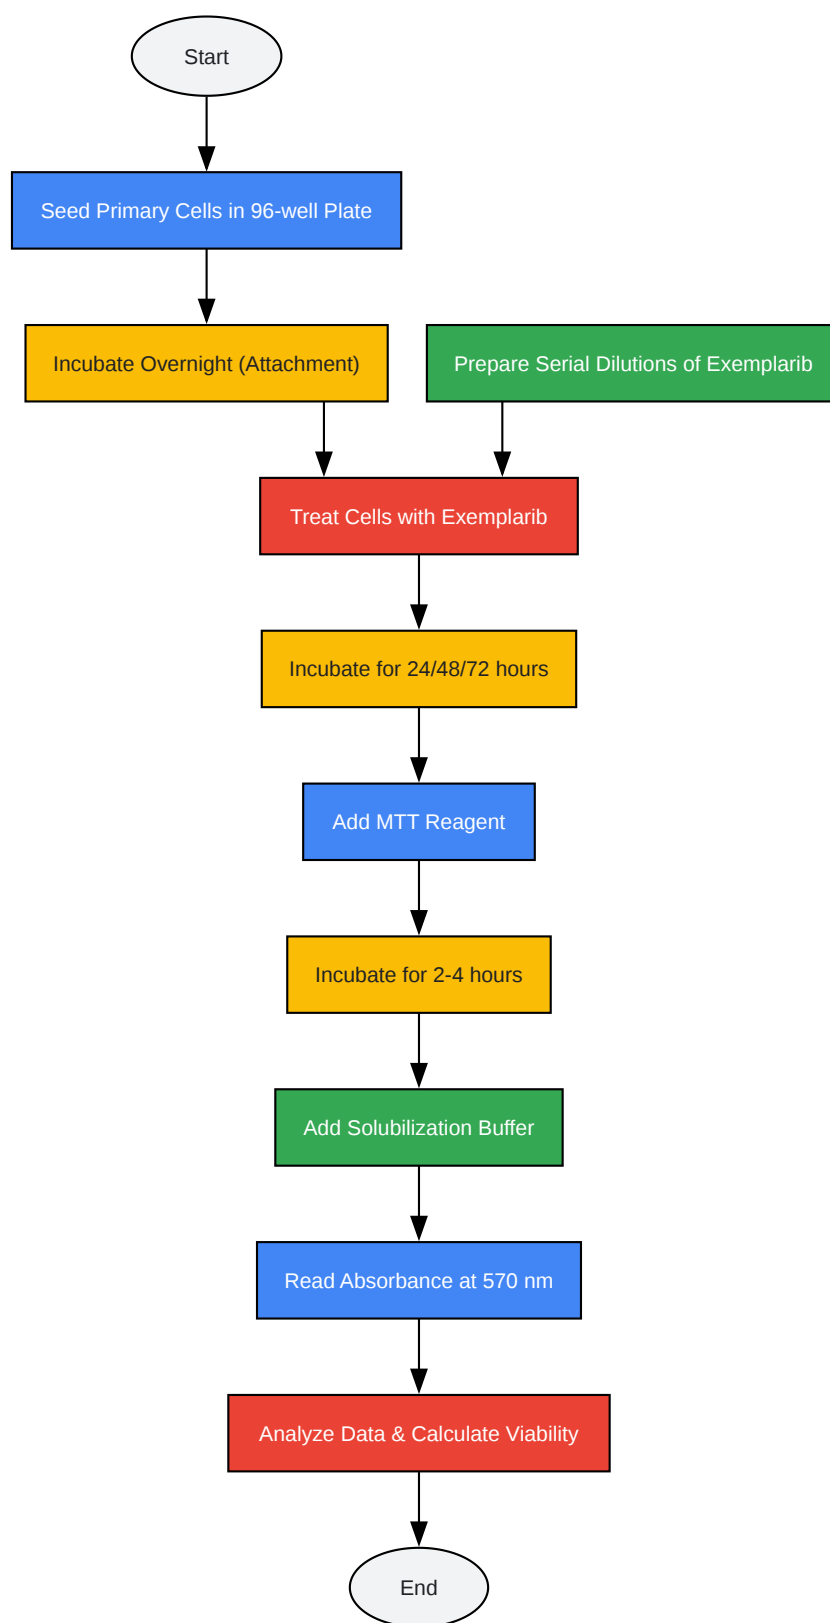 Start
Seed Primary Cells in 96-well Plate
Incubate Overnight (Attachment)
Prepare Serial Dilutions of Exemplarib
Treat Cells with Exemplarib
Incubate for 24/48/72 hours
Add MTT Reagent
Incubate for 2-4 hours
Add Solubilization Buffer
Read Absorbance at 570 nm
Analyze Data & Calculate Viability
End